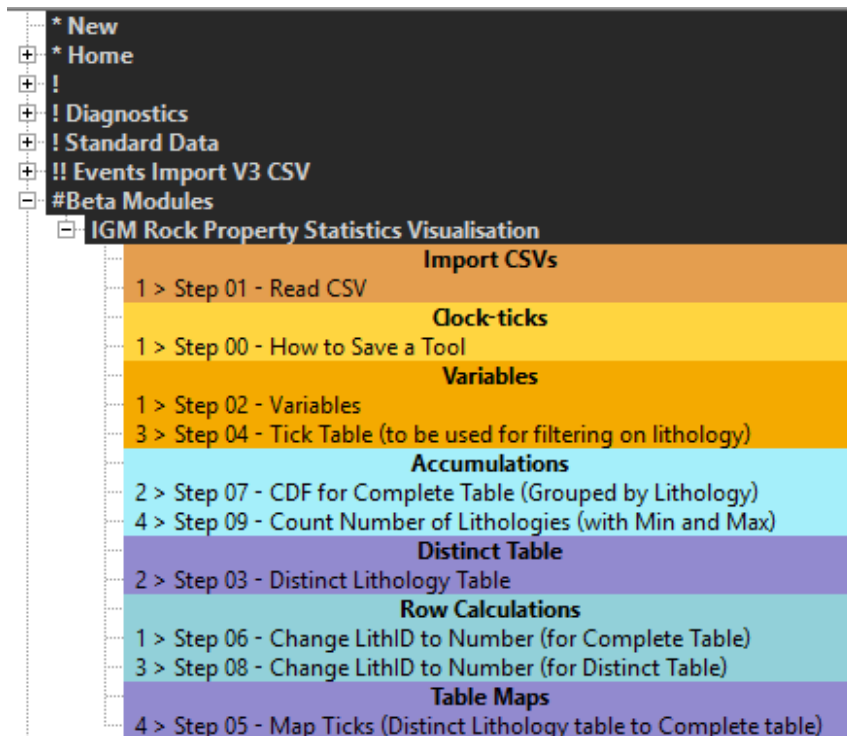 * New
* Home
!
! Diagnostics
! Standard Data
!! Events Import V3 CSV
#Beta Modules
IGM Rock Property Statistics Visualisation
Import CSVs
1 > Step 01 - Read CSV
Clock-ticks
1 > Step 00 - How to Save a Tool
Variables
1 > Step 02 - Variables
3 > Step 04 - Tick Table (to be used for filtering on lithology)
Accumulations
2 > Step 07 - CDF for Complete Table (Grouped by Lithology)
4 > Step 09 - Count Number of Lithologies (with Min and Max)
Distinct Table
2 > Step 03 - Distinct Lithology Table
Row Calculations
1 > Step 06 - Change LithID to Number (for Complete Table)
3 > Step 08 - Change LithID to Number (for Distinct Table)
Table Maps
4 > Step 05 - Map Ticks (Distinct Lithology table to Complete table)